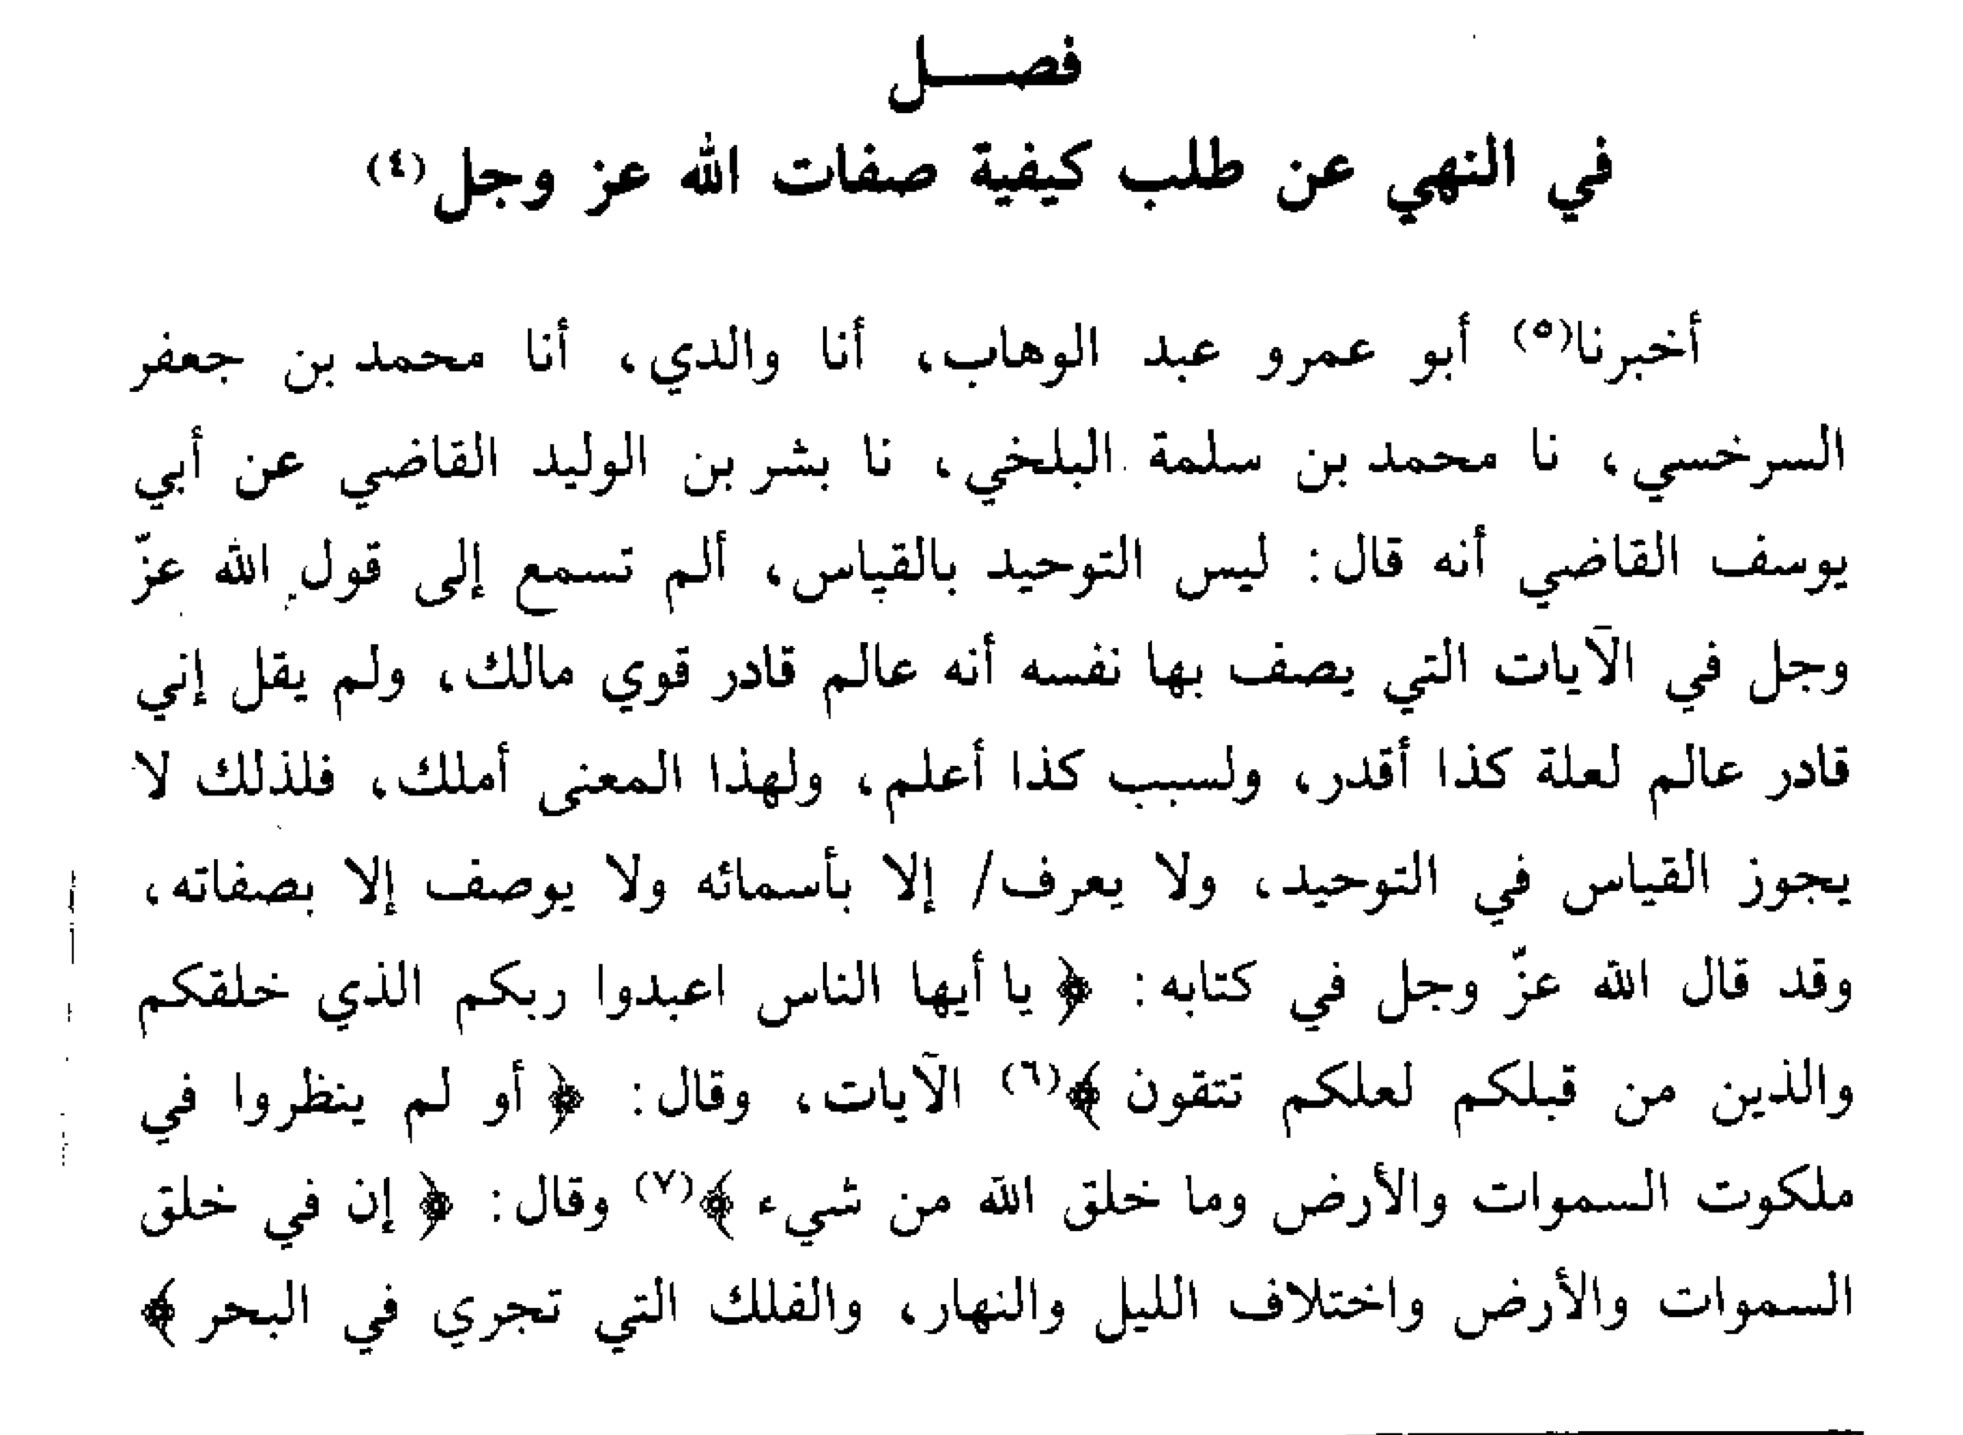 فصـــل
في النهي عن طلب كيفية صفات الله عز وجل(٤)
أخبرنا(٥) أبو عمرو عبد الوهاب، أنا والدي، أنا محمد بن جعفر
السرخسي، نا محمد بن سلمة البلخي، نا بشر بن الوليد القاضي عن أبي
يوسف القاضي أنه قال: ليس التوحيد بالقياس، ألم تسمع إلى قول الله عزّ
وجل في الآيات التي يصف بها نفسه أنه عالم قادر قوي مالك، ولم يقل إني
قادر عالم لعلة كذا أقدر، ولسبب كذا أعلم، ولهذا المعنى أملك، فلذلك لا
يجوز القياس في التوحيد، ولا يعرف/ إلا بأسمائه ولا يوصف إلا بصفاته،
وقد قال الله عزّ وجل في كتابه: ﴿ يا أيها الناس اعبدوا ربكم الذي خلقكم
والذين من قبلكم لعلكم تتقون ﴾(٦) الآيات، وقال: ﴿ أو لم ينظروا في
ملكوت السموات والأرض وما خلق الله من شيء ﴾(٧) وقال: ﴿ إن في خلق
السموات والأرض واختلاف الليل والنهار، والفلك التي تجري في البحر ﴾